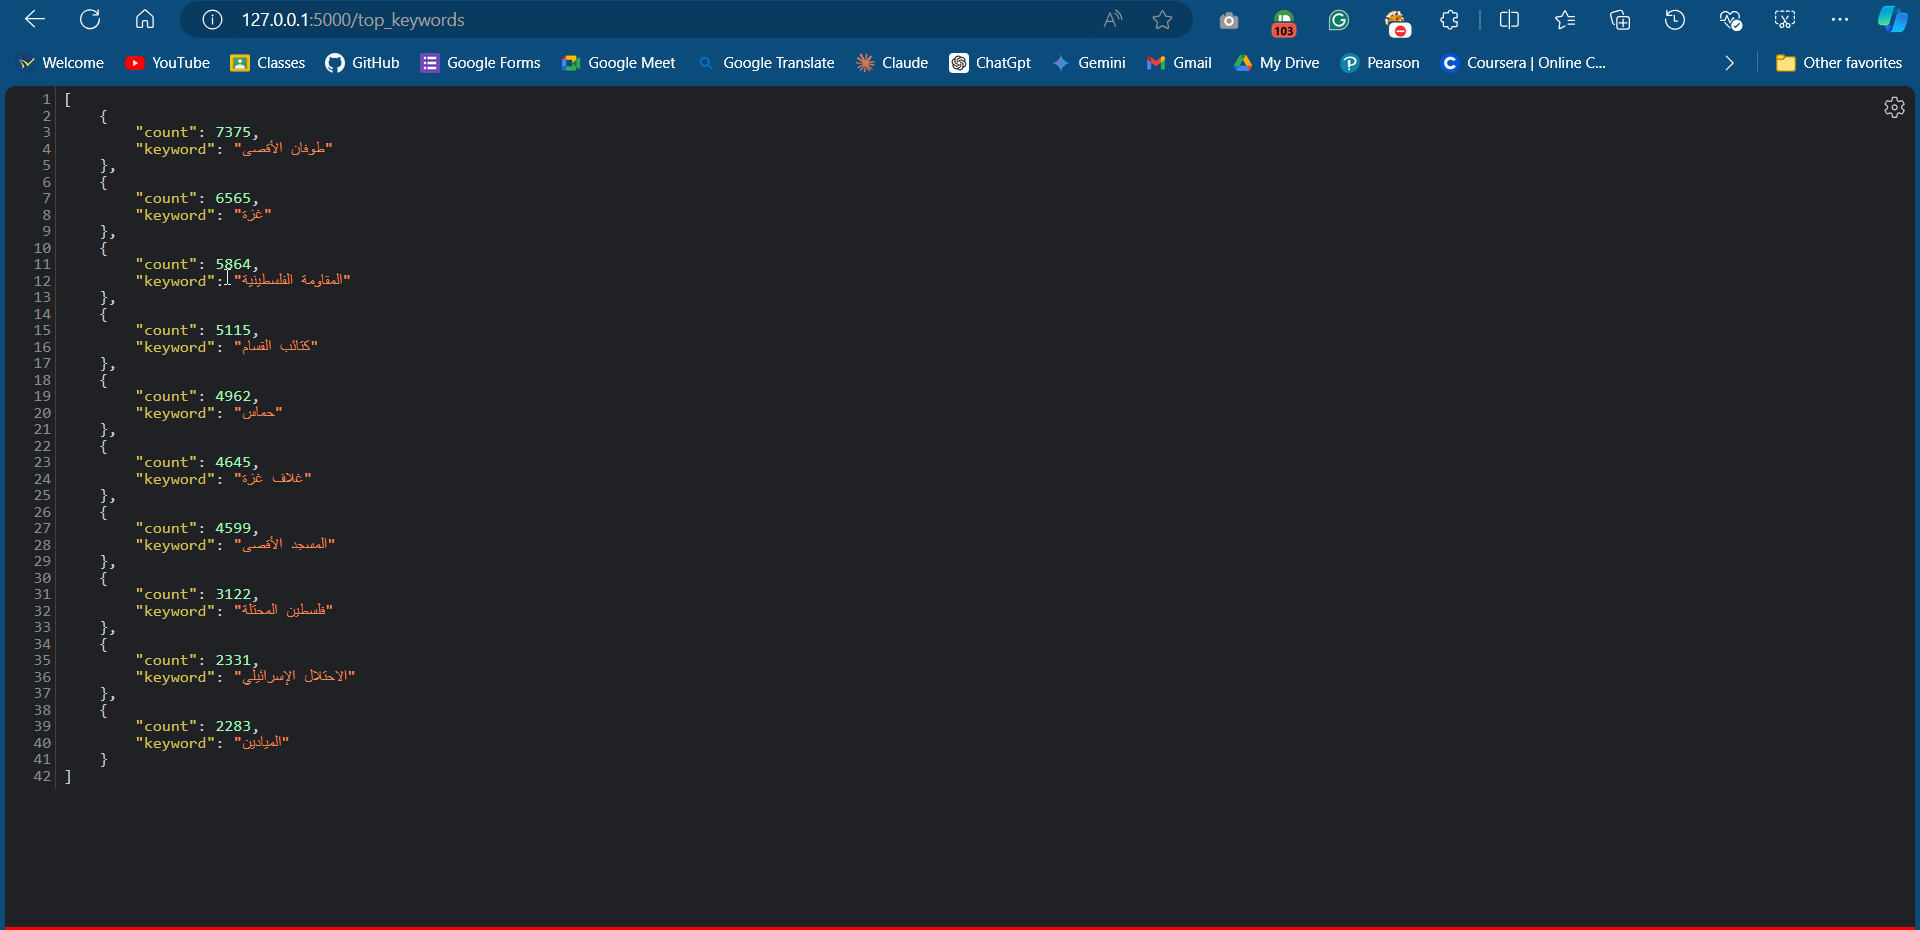 127.0.0.1:5000/top_keywords
103
Welcome YouTube Classes GitHub Google Forms Google Meet Google Translate Claude ChatGpt Gemini Gmail My Drive Pearson Coursera | Online C... Other favorites
1 [
2 {
3 "count": 7375,
4 "keyword": "طوفان الأقصى"
5 },
6 {
7 "count": 6565,
8 "keyword": "غزة"
9 },
10 {
11 "count": 5864,
12 "keyword": "المقاومة الفلسطينية"
13 },
14 {
15 "count": 5115,
16 "keyword": "كتائب القسام"
17 },
18 {
19 "count": 4962,
20 "keyword": "حماس"
21 },
22 {
23 "count": 4645,
24 "keyword": "غلاف غزة"
25 },
26 {
27 "count": 4599,
28 "keyword": "المسجد الأقصى"
29 },
30 {
31 "count": 3122,
32 "keyword": "فلسطين المحتلة"
33 },
34 {
35 "count": 2331,
36 "keyword": "الاحتلال الإسرائيلي"
37 },
38 {
39 "count": 2283,
40 "keyword": "الميادين"
41 }
42 ]